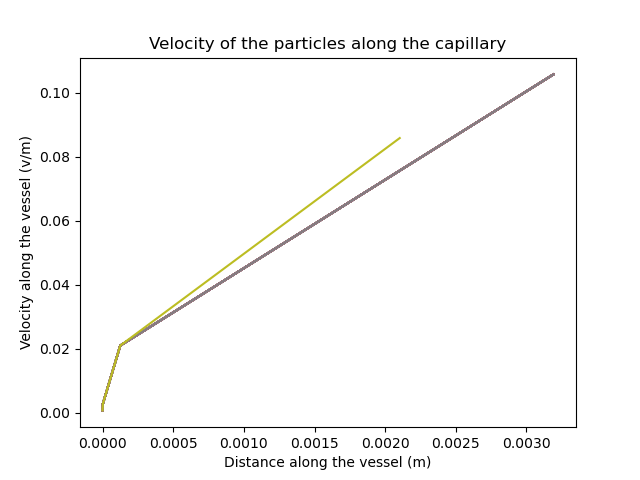 Velocity of the particles along the capillary
Velocity along the vessel (v/m)
0.10
0.08
0.06
0.04
0.02
0.00
0.0000 0.0005 0.0010 0.0015 0.0020 0.0025 0.0030
Distance along the vessel (m)